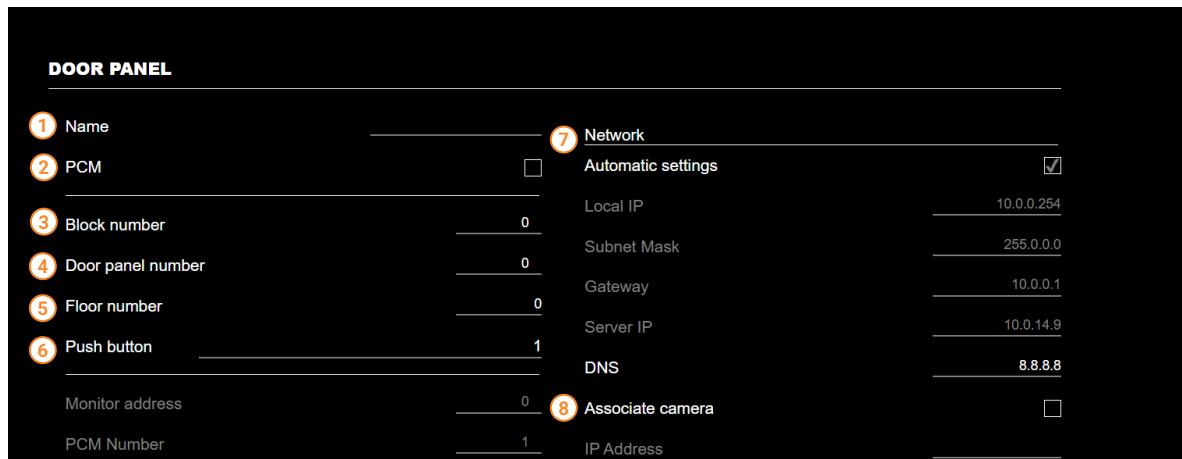 DOOR PANEL
1 Name
2 PCM
3 Block number 0
4 Door panel number 0
5 Floor number 0
6 Push button 1
Monitor address 0
PCM Number 1
7 Network
Automatic settings
Local IP 10.0.0.254
Subnet Mask 255.0.0.0
Gateway 10.0.0.1
Server IP 10.0.14.9
DNS 8.8.8.8
8 Associate camera
IP Address